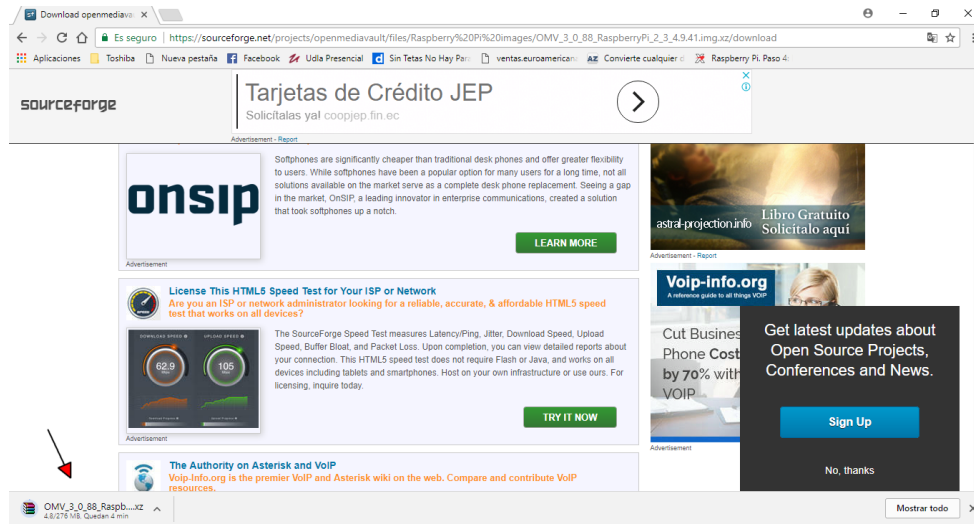 Download openmediava
Es seguro | https://sourceforge.net/projects/openmediavault/files/Raspberry%20Pi%20images/OMV_3_0_88_RaspberryPi_2_3_4.9.41.img.xz/download
Aplicaciones Toshiba Nueva pestaña Facebook Udla Presencial Sin Tetas No Hay Par ventas.euroamerican Convierte cualquier d Raspberry Pi. Paso 4:
sourceforge
Tarjetas de Crédito JEP
Solicítalas ya! coopjep.fin.ec
Advertisement - Report
Softphones are significantly cheaper than traditional desk phones and offer greater flexibility
to users. While softphones have been a popular option for many users for a long time, not all
solutions available on the market serve as a complete desk phone replacement. Seeing a gap
in the market, OnSIP, a leading innovator in enterprise communications, created a solution
that took softphones up a notch.
onsip
LEARN MORE
Advertisement
astral-projection.info Libro Gratuito
Solicítalo aquí
Advertisement - Report
License This HTML5 Speed Test for Your ISP or Network
Are you an ISP or network administrator looking for a reliable, accurate, & affordable HTML5 speed
test that works on all devices?
DOWNLOAD SPEED UPLOAD SPEED
62.9 105
The SourceForge Speed Test measures Latency/Ping, Jitter, Download Speed, Upload
Speed, Buffer Bloat, and Packet Loss. Upon completion, you can view detailed reports about
your connection. This HTML5 speed test does not require Flash or Java, and works on all
devices including tablets and smartphones. Host on your own infrastructure or use ours. For
licensing, inquire today.
TRY IT NOW
Advertisement
Voip-info.org
A reference guide to all things VOIP
Cut Busines
Phone Cost
by 70% with
VOIP
Advertisement
Get latest updates about
Open Source Projects,
Conferences and News.
Sign Up
No, thanks
The Authority on Asterisk and VoIP
Voip-Info.org is the premier VoIP and Asterisk wiki on the web. Compare and contribute VoIP
resources.
OMV_3_0_88_Raspb....xz
4.8/276 MB, Quedan 4 min
Mostrar todo